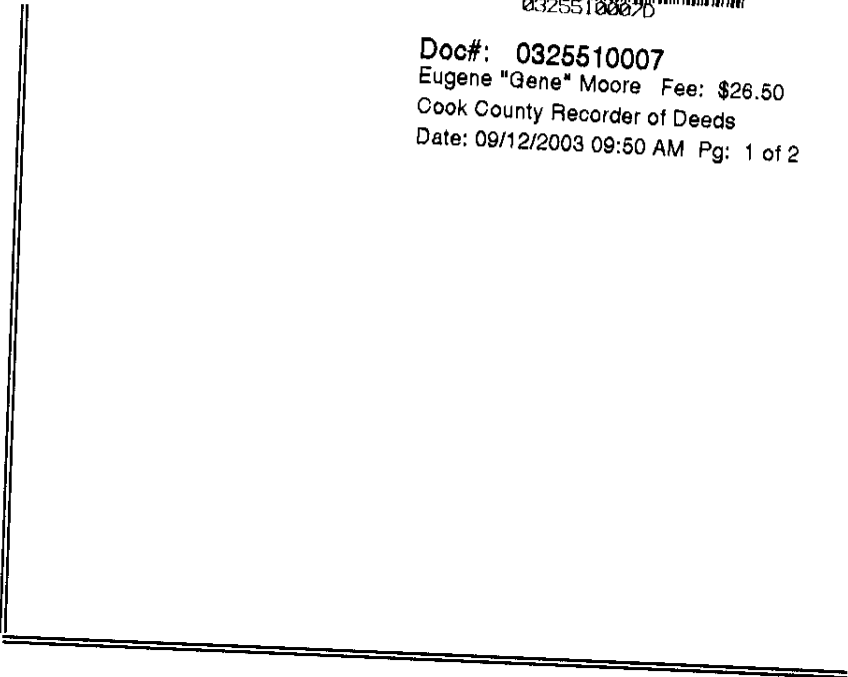 0325510007D
Doc#: 0325510007
Eugene "Gene" Moore Fee: $26.50
Cook County Recorder of Deeds
Date: 09/12/2003 09:50 AM Pg: 1 of 2